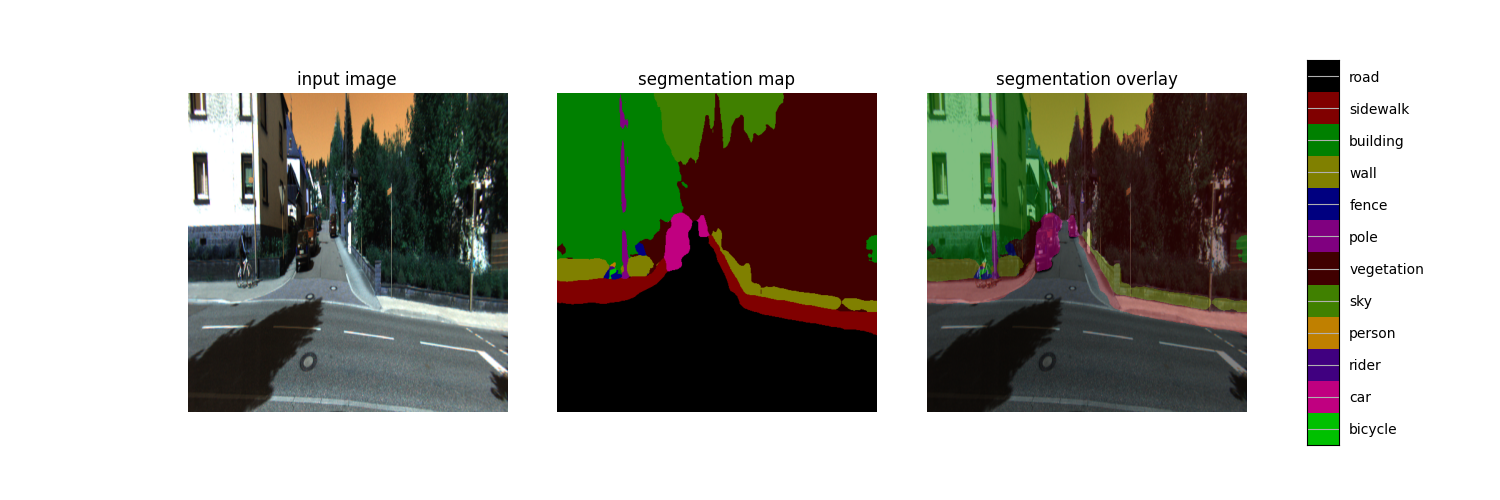 input image
segmentation map
segmentation overlay
road
sidewalk
building
wall
fence
pole
vegetation
sky
person
rider
car
bicycle